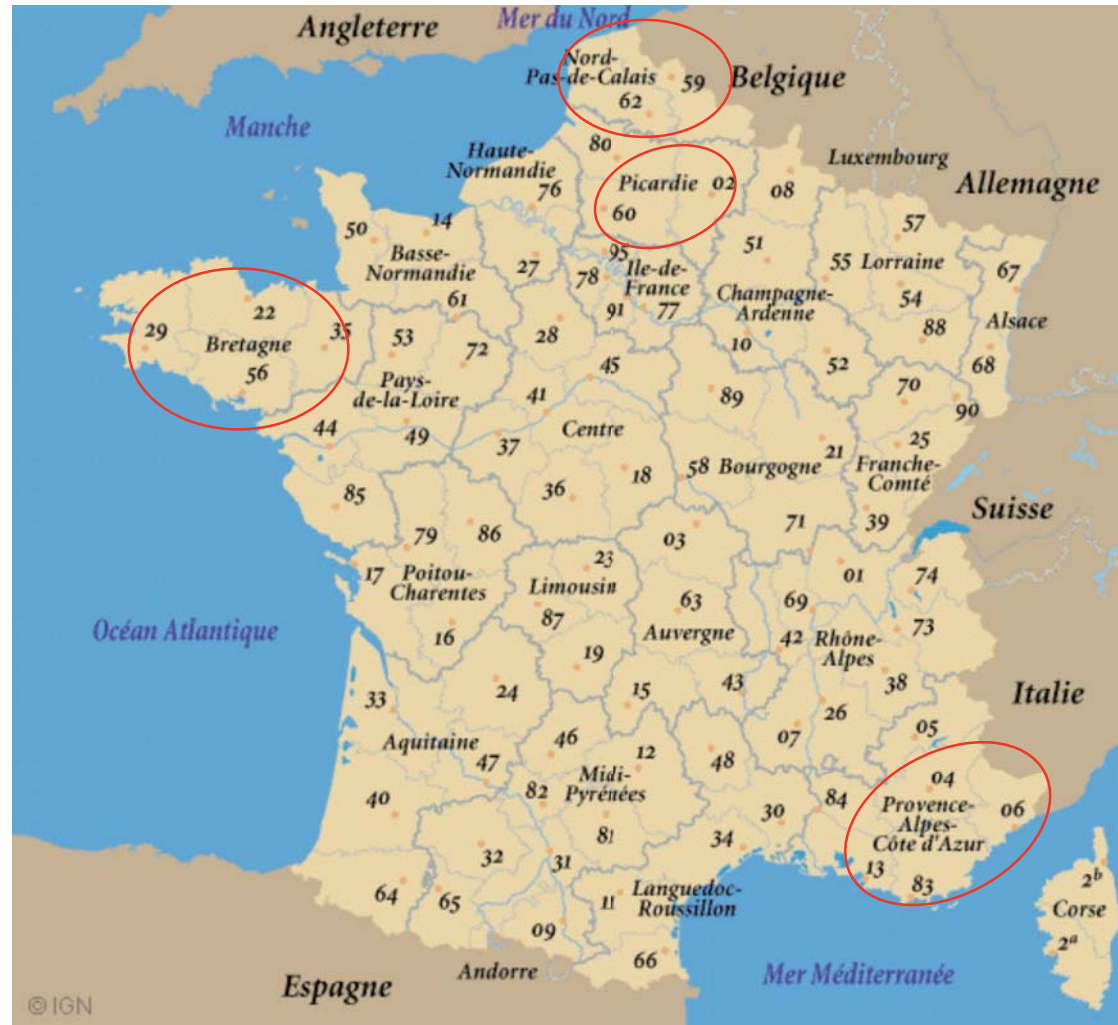 Angleterre
Mer du Nord
Nord-
Pas-de-Calais
59
62
Belgique
Manche
80
Haute-
Normandie
76
Picardie
02
60
08
Luxembourg
Allemagne
50
14
Basse-
Normandie
27
95
78
Ile-de-
France
91
77
51
Champagne-
Ardenne
55
Lorraine
57
54
67
Alsace
88
68
29
22
Bretagne
35
56
61
53
72
Pays-
de-la-Loire
28
45
10
52
41
Centre
89
70
90
44
49
37
18
58
Bourgogne
21
25
Franche-
Comté
85
36
71
39
Suisse
79
86
03
17
Poitou-
Charentes
23
Limousin
87
63
Auvergne
69
01
74
Océan Atlantique
16
19
42
Rhône-
Alpes
73
38
33
24
15
43
26
Italie
Aquitaine
47
46
12
48
07
05
40
82
Midi-
Pyrénées
81
30
84
04
Provence-
Alpes-
Côte d'Azur
06
32
31
34
13
83
64
65
09
11
Languedoc-
Roussillon
66
2b
Corse
2a
Andorre
Espagne
Mer Méditerranée
© IGN